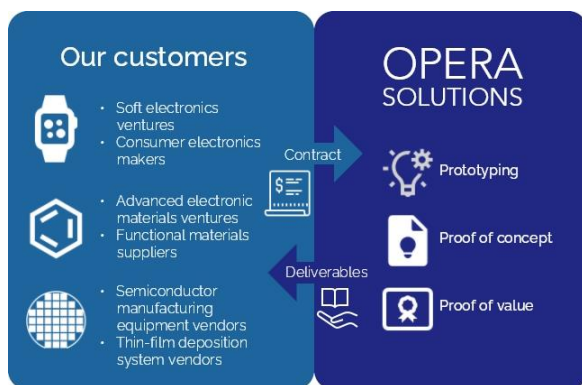 Our customers
• Soft electronics
ventures
• Consumer electronics
makers
• Advanced electronic
materials ventures
• Functional materials
suppliers
• Semiconductor
manufacturing
equipment vendors
• Thin-film deposition
system vendors
Contract
$
Deliverables
OPERA
SOLUTIONS
Prototyping
Proof of concept
Proof of value